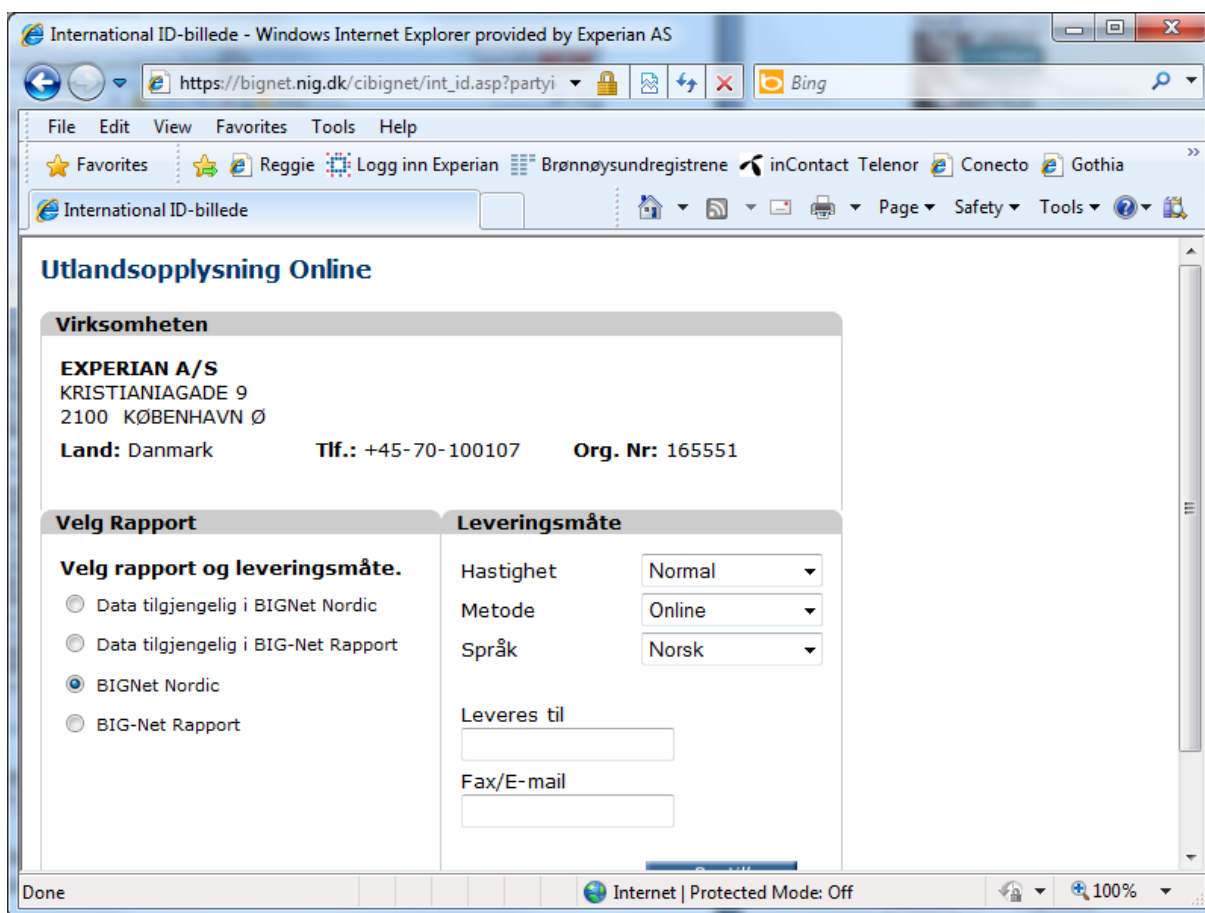 International ID-billede - Windows Internet Explorer provided by Experian AS
https://bignet.nig.dk/cibignet/int_id.asp?partyi
Bing
File Edit View Favorites Tools Help
Favorites Reggie Logg inn Experian Brønnøysundregistrene inContact Telenor Conecto Gothia »
International ID-billede
Page Safety Tools
Utlandsopplysning Online
Virksomheten
EXPERIAN A/S
KRISTIANIAGADE 9
2100 KØBENHAVN Ø
Land: Danmark Tlf.: +45-70-100107 Org. Nr: 165551
Velg Rapport
Velg rapport og leveringsmåte.
Data tilgjengelig i BIGNet Nordic
Data tilgjengelig i BIG-Net Rapport
BIGNet Nordic
BIG-Net Rapport
Leveringsmåte
Hastighet Normal
Metode Online
Språk Norsk
Leveres til
Fax/E-mail
Done Internet | Protected Mode: Off 100%